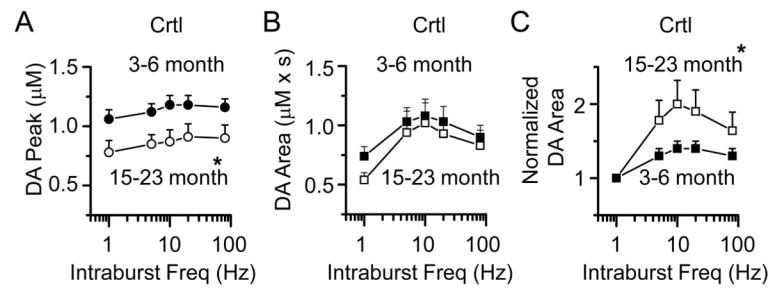 A
Crtl
3-6 month
15-23 month
*
DA Peak (μM)
1.5
1.0
0.5
1 10 100
Intraburst Freq (Hz)
B
Crtl
3-6 month
15-23 month
DA Area (μM x s)
1.5
1.0
0.5
1 10 100
Intraburst Freq (Hz)
C
Crtl
15-23 month*
3-6 month
Normalized
DA Area
2
1
1 10 100
Intraburst Freq (Hz)